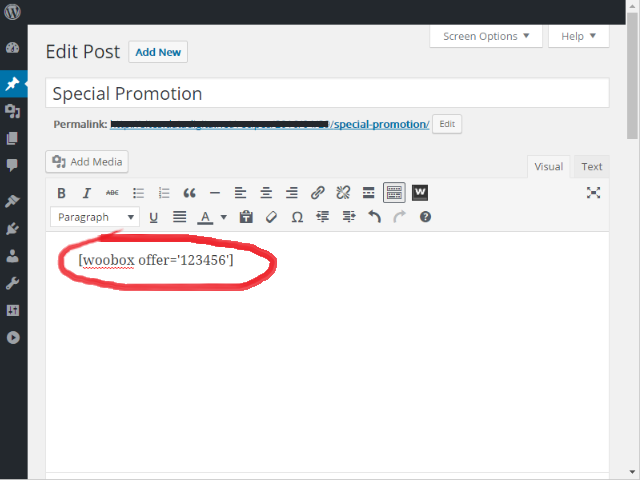 Screen Options Help
Edit Post Add New
Special Promotion
Permalink: /special-promotion/ Edit
Add Media
Visual Text
B I ABC
Paragraph U A
[woobox offer='123456']